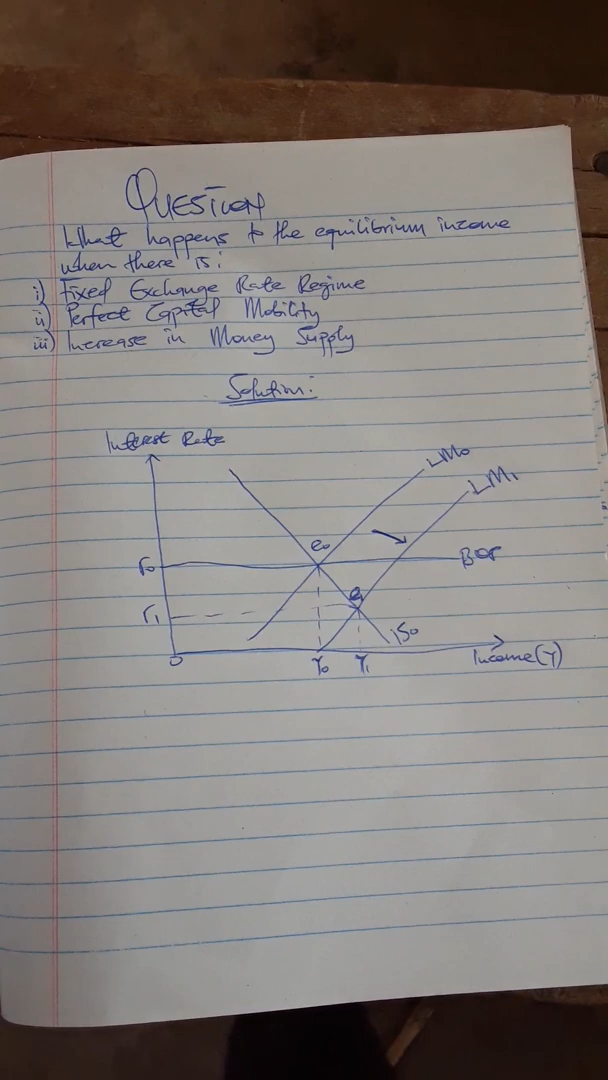 QUESTION
What happens to the equilibrium income
when there is:
i) Fixed Exchange Rate Regime
ii) Perfect Capital Mobility
iii) Increase in Money Supply
Solution:
Interest Rate
LM₀
LM₁
e₀
r₀
BOP
e₁
r₁
IS₀
0
Y₀
Y₁
Income(Y)